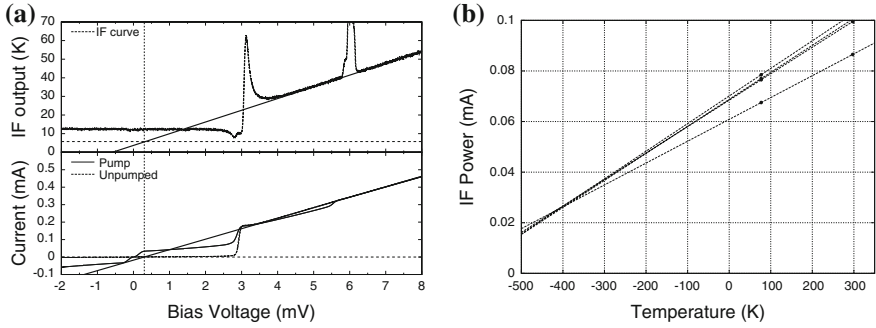 (a)
70
60
50
40
30
20
10
0
IF output (K)
IF curve
0.5
0.4
0.3
0.2
0.1
0
-0.1
Current (mA)
Pump
Unpumped
-2 -1 0 1 2 3 4 5 6 7 8
Bias Voltage (mV)
(b)
0.1
0.08
0.06
0.04
0.02
0
IF Power (mA)
-500 -400 -300 -200 -100 0 100 200 300
Temperature (K)